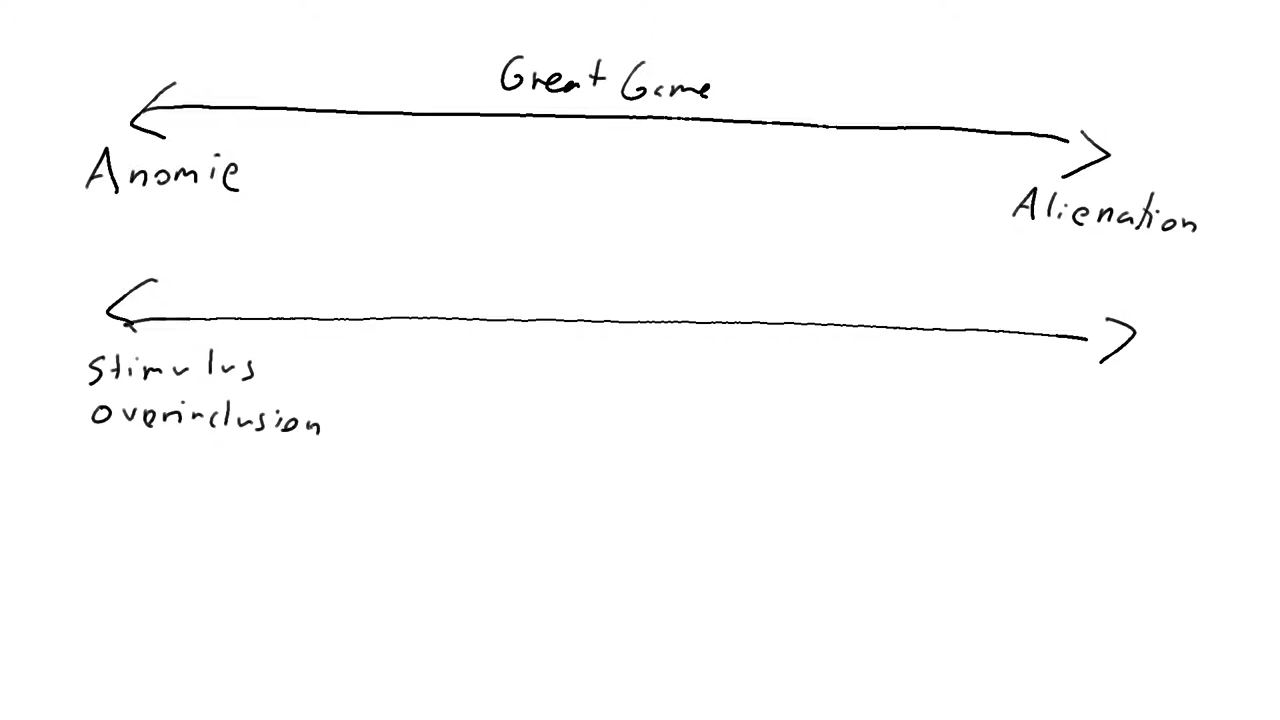 Great Game
Anomie
Alienation
Stimulus
overinclusion